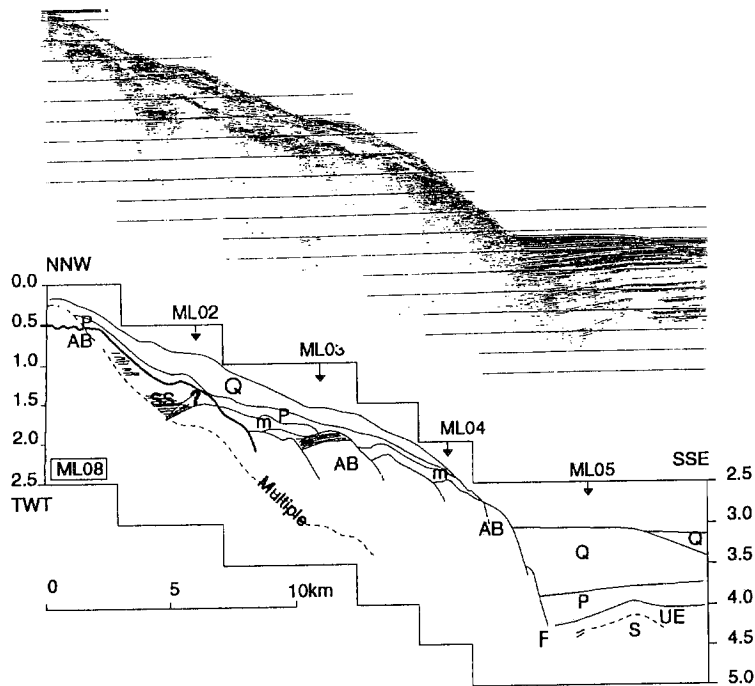 NNW
0.0
ML02
0.5
P
AB
ML03
1.0
Q
SS
?
1.5
P
m
ML04
2.0
AB
m
ML05
SSE
ML08
2.5
2.5
TWT
Multiple
AB
3.0
Q
Q
3.5
0 5 10km
P
4.0
F
S
UE
4.5
5.0